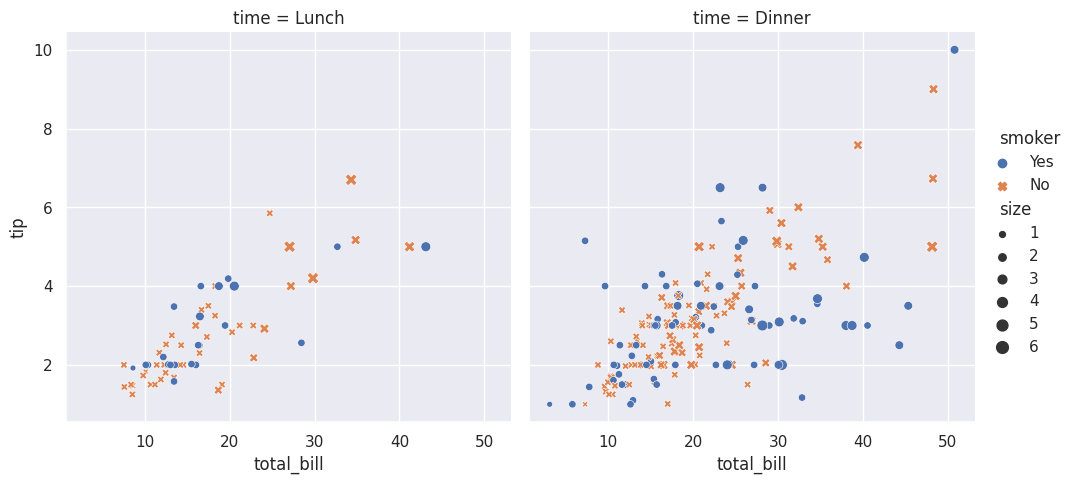 time = Lunch
time = Dinner
10
8
6
4
2
tip
10 20 30 40 50
total_bill
10 20 30 40 50
total_bill
smoker
Yes
No
size
1
2
3
4
5
6